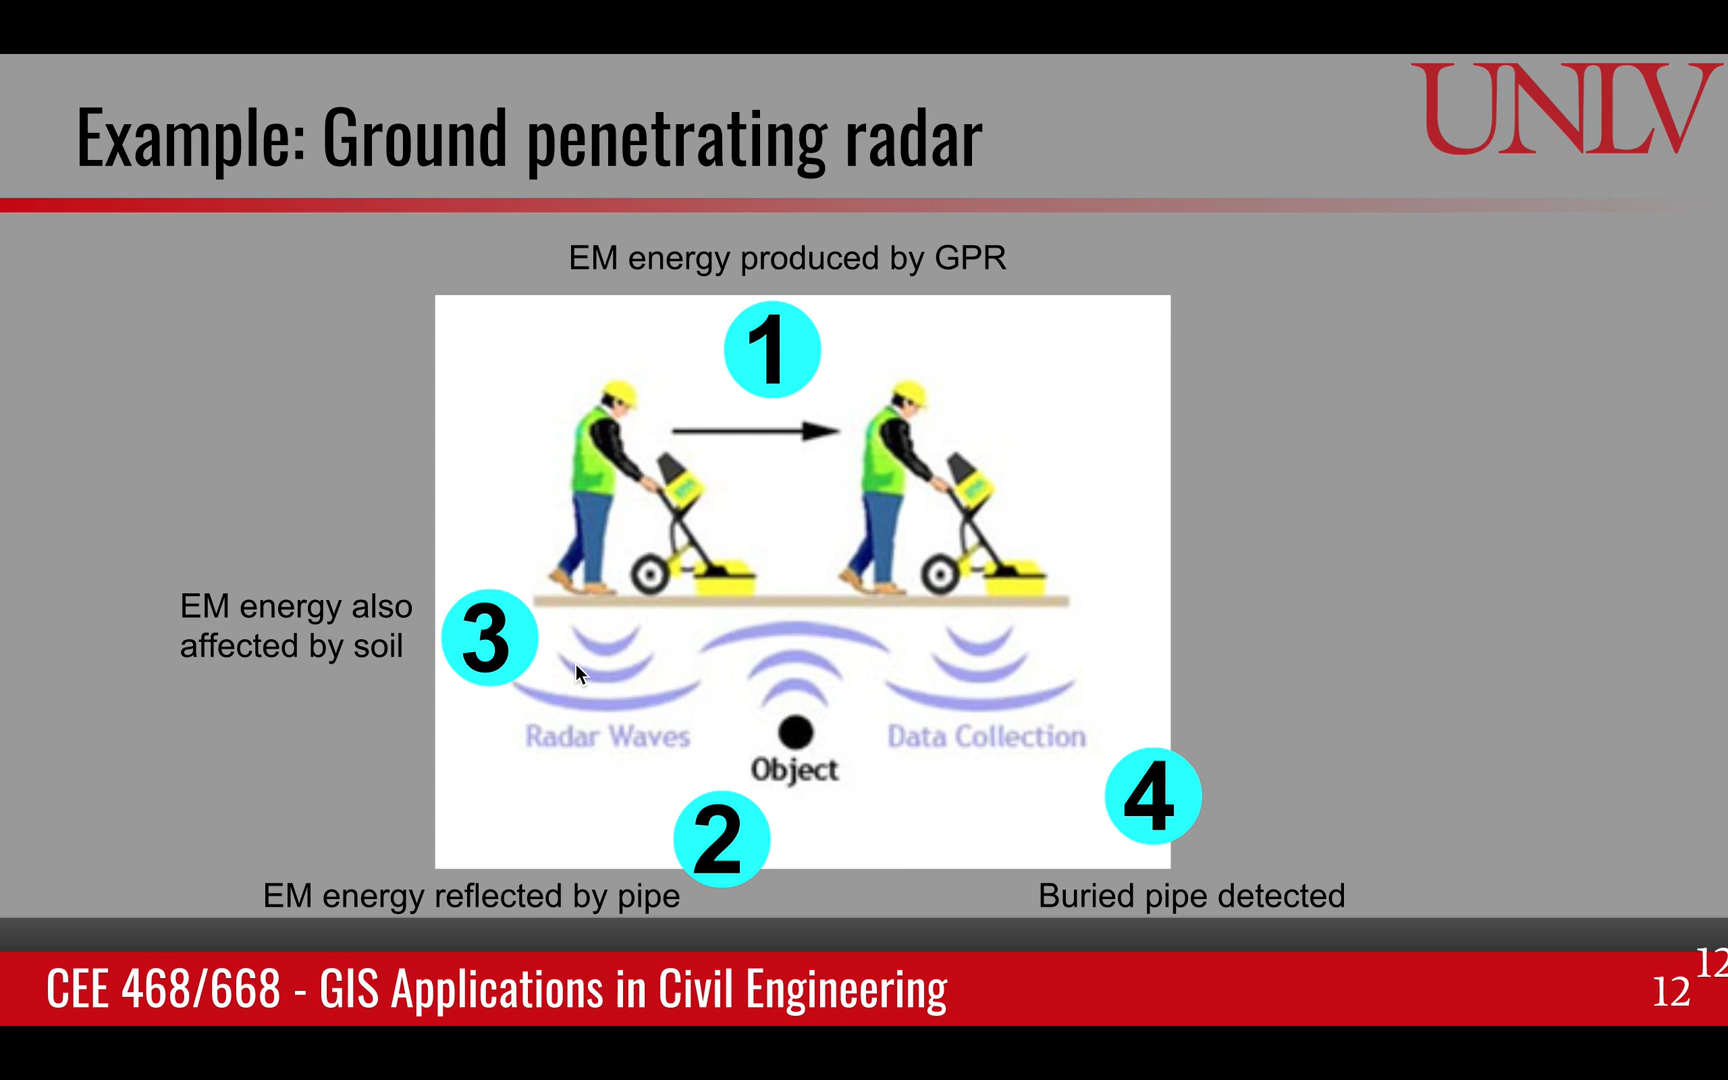 UNLV
Example: Ground penetrating radar
EM energy produced by GPR
1
EM energy also
affected by soil
3
Radar Waves
Data Collection
Object
4
2
EM energy reflected by pipe
Buried pipe detected
CEE 468/668 - GIS Applications in Civil Engineering
12
12